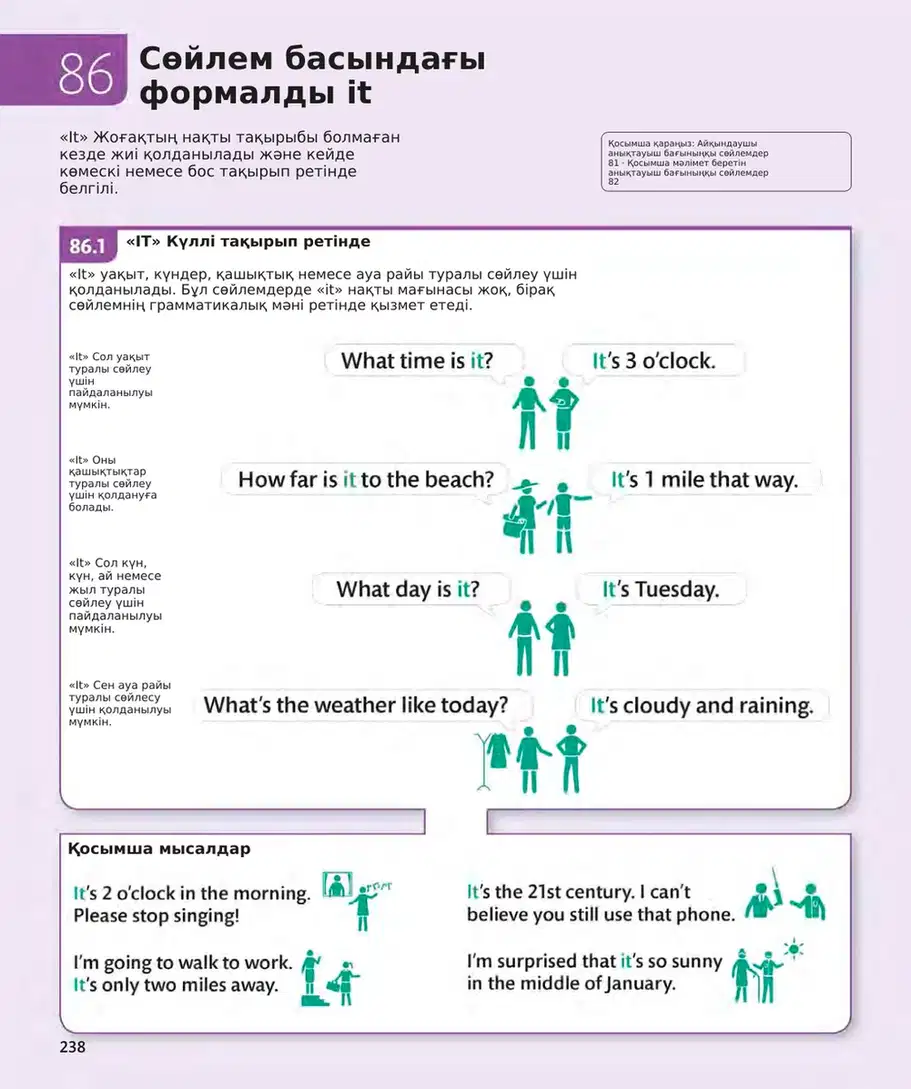 86
Сөйлем басындағы
формалды it
«It» Жоғақтың нақты тақырыбы болмаған
кезде жиі қолданылады және кейде
көмескі немесе бос тақырып ретінде
белгілі.
Қосымша қараңыз: Айқындаушы
анықтауыш бағыныңқы сөйлемдер
81 · Қосымша мәлімет беретін
анықтауыш бағыныңқы сөйлемдер
82
86.1 «IT» Күллі тақырып ретінде
«It» уақыт, күндер, қашықтық немесе ауа райы туралы сөйлеу үшін
қолданылады. Бұл сөйлемдерде «it» нақты мағынасы жоқ, бірақ
сөйлемнің грамматикалық мәні ретінде қызмет етеді.
«It» Сол уақыт
туралы сөйлеу
үшін
пайдаланылуы
мүмкін.
What time is it?
It's 3 o'clock.
«It» Оны
қашықтықтар
туралы сөйлеу
үшін қолдануға
болады.
How far is it to the beach?
It's 1 mile that way.
«It» Сол күн,
күн, ай немесе
жыл туралы
сөйлеу үшін
пайдаланылуы
мүмкін.
What day is it?
It's Tuesday.
«It» Сен ауа райы
туралы сөйлесу
үшін қолданылуы
мүмкін.
What's the weather like today?
It's cloudy and raining.
Қосымша мысалдар
It's 2 o'clock in the morning.
Please stop singing!
It's the 21st century. I can't
believe you still use that phone.
I'm going to walk to work.
It's only two miles away.
I'm surprised that it's so sunny
in the middle of January.
238